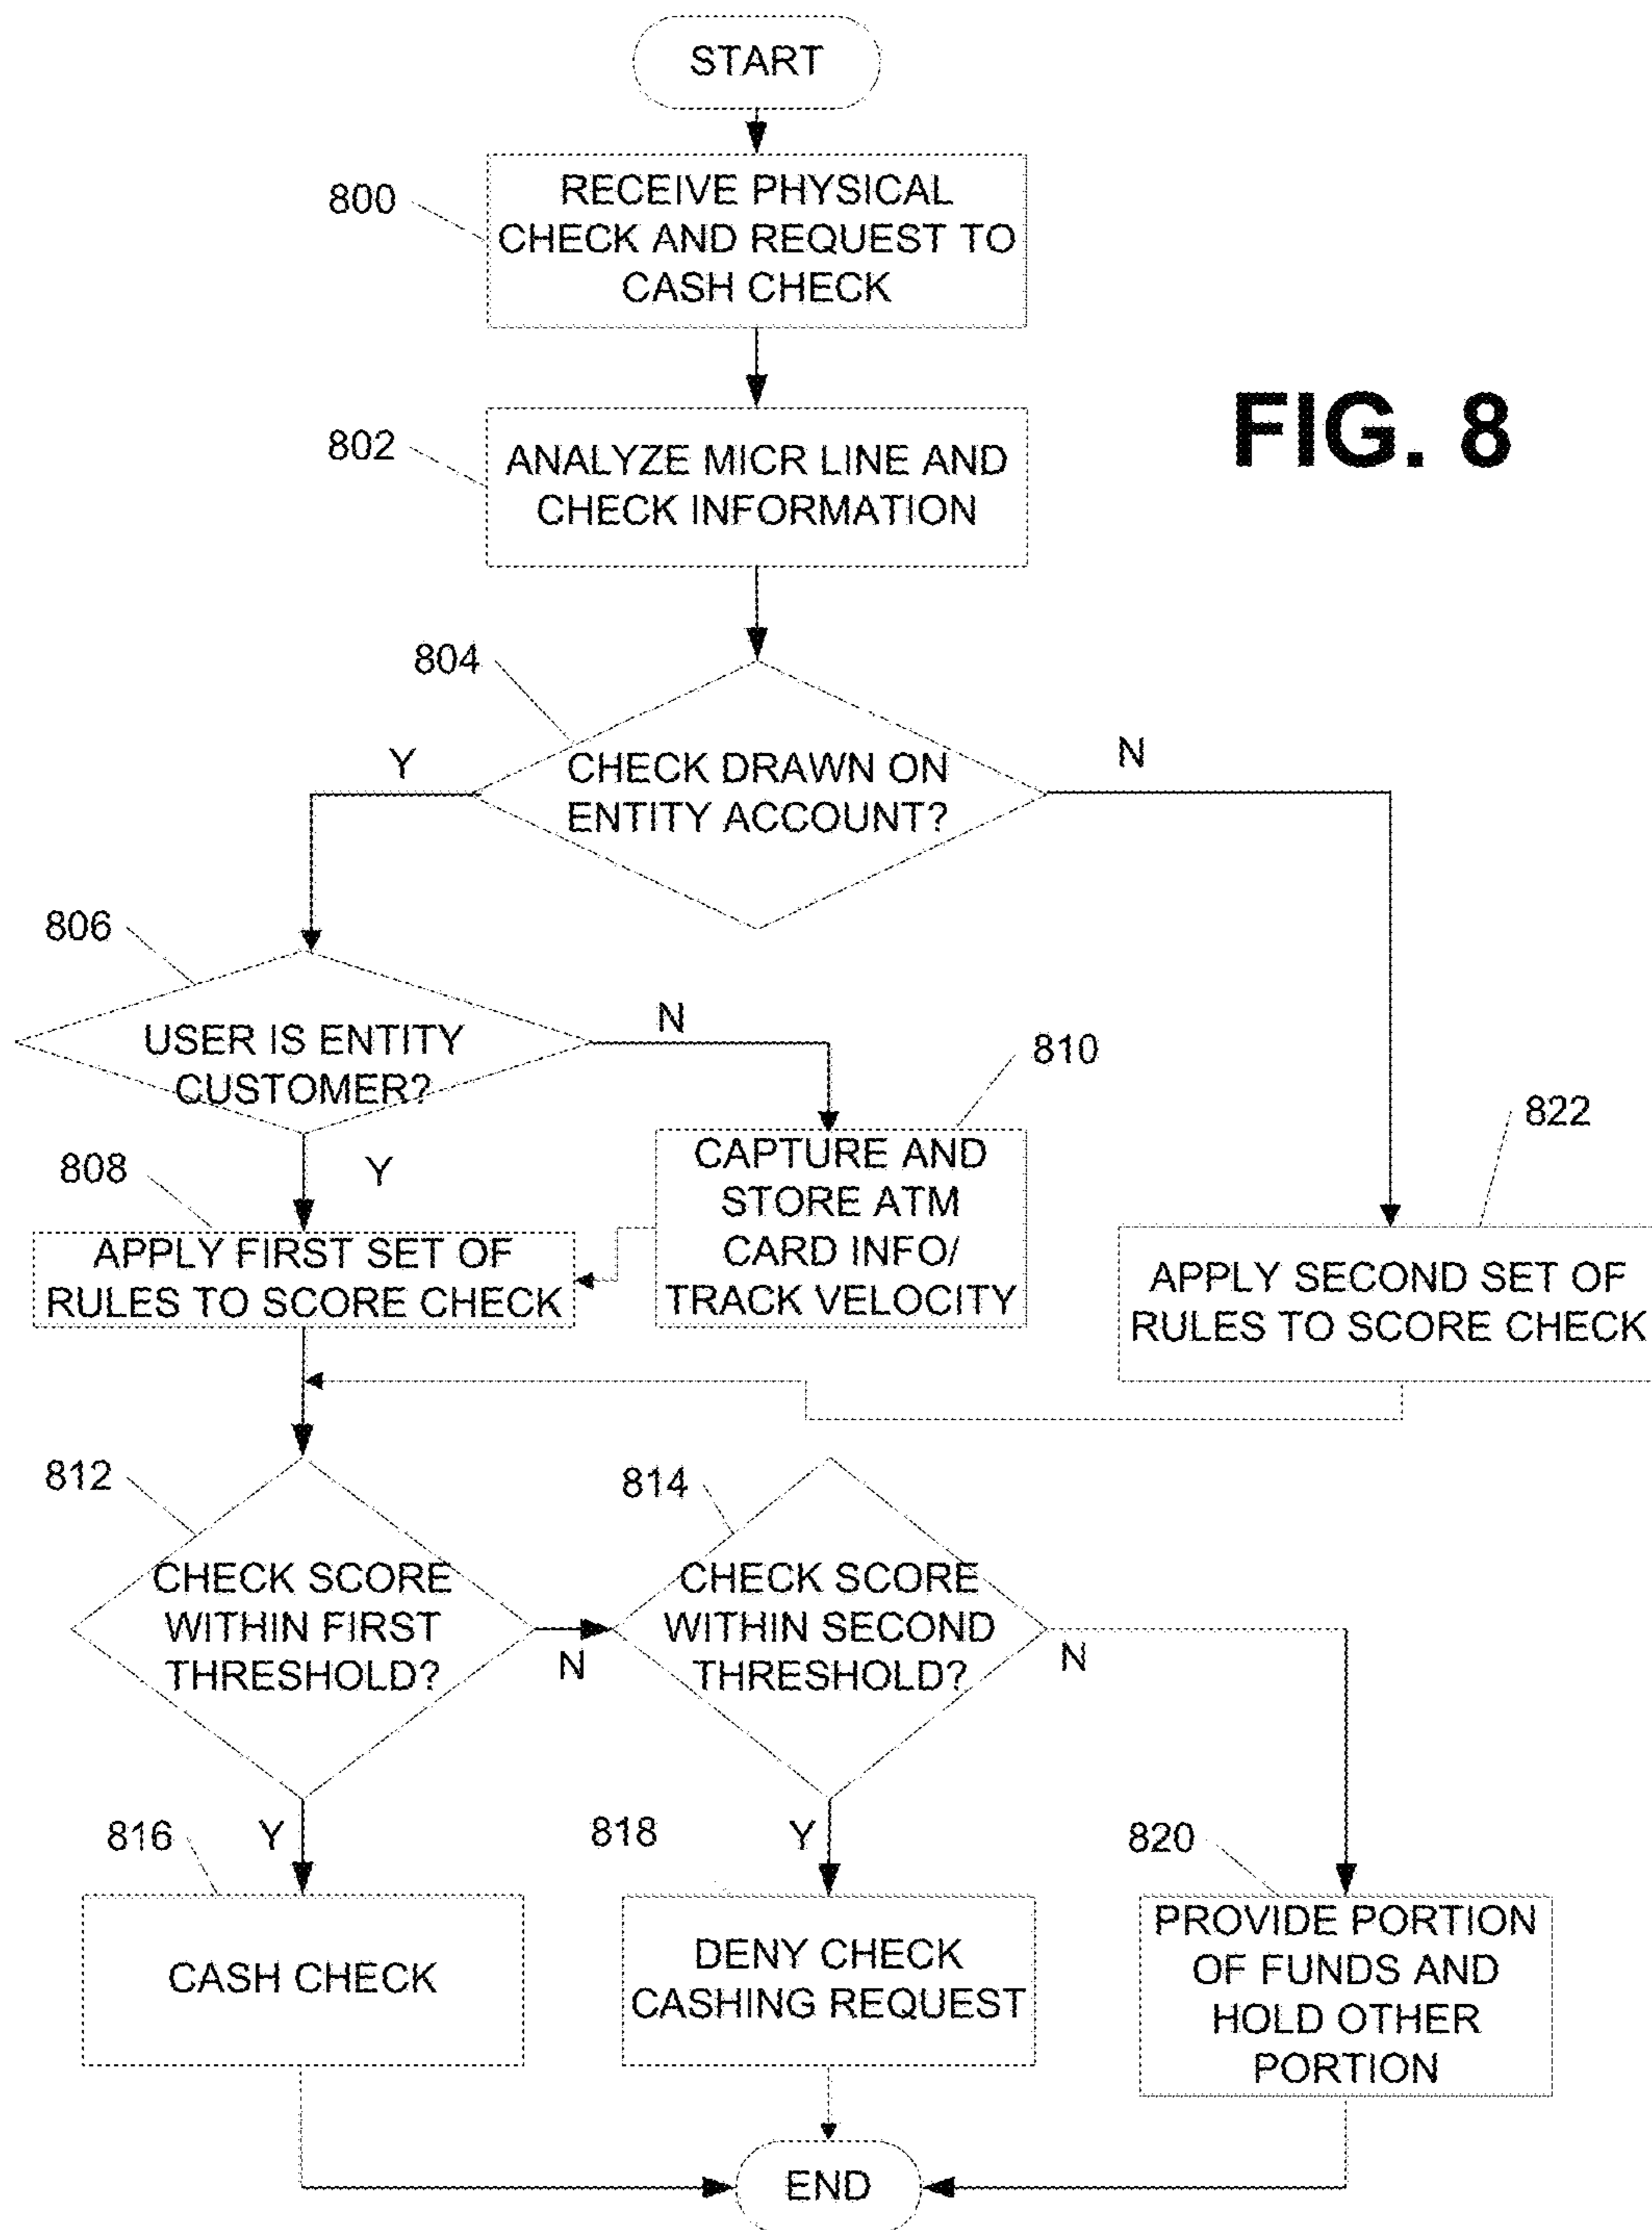 START
800
RECEIVE PHYSICAL
CHECK AND REQUEST TO
CASH CHECK
FIG. 8
802
ANALYZE MICR LINE AND
CHECK INFORMATION
804
Y
CHECK DRAWN ON
ENTITY ACCOUNT?
N
806
USER IS ENTITY
CUSTOMER?
N
810
822
808
Y
CAPTURE AND
STORE ATM
CARD INFO/
TRACK VELOCITY
APPLY FIRST SET OF
RULES TO SCORE CHECK
APPLY SECOND SET OF
RULES TO SCORE CHECK
812
CHECK SCORE
WITHIN FIRST
THRESHOLD?
N
814
CHECK SCORE
WITHIN SECOND
THRESHOLD?
N
816
Y
818
Y
820
CASH CHECK
DENY CHECK
CASHING REQUEST
PROVIDE PORTION
OF FUNDS AND
HOLD OTHER
PORTION
END